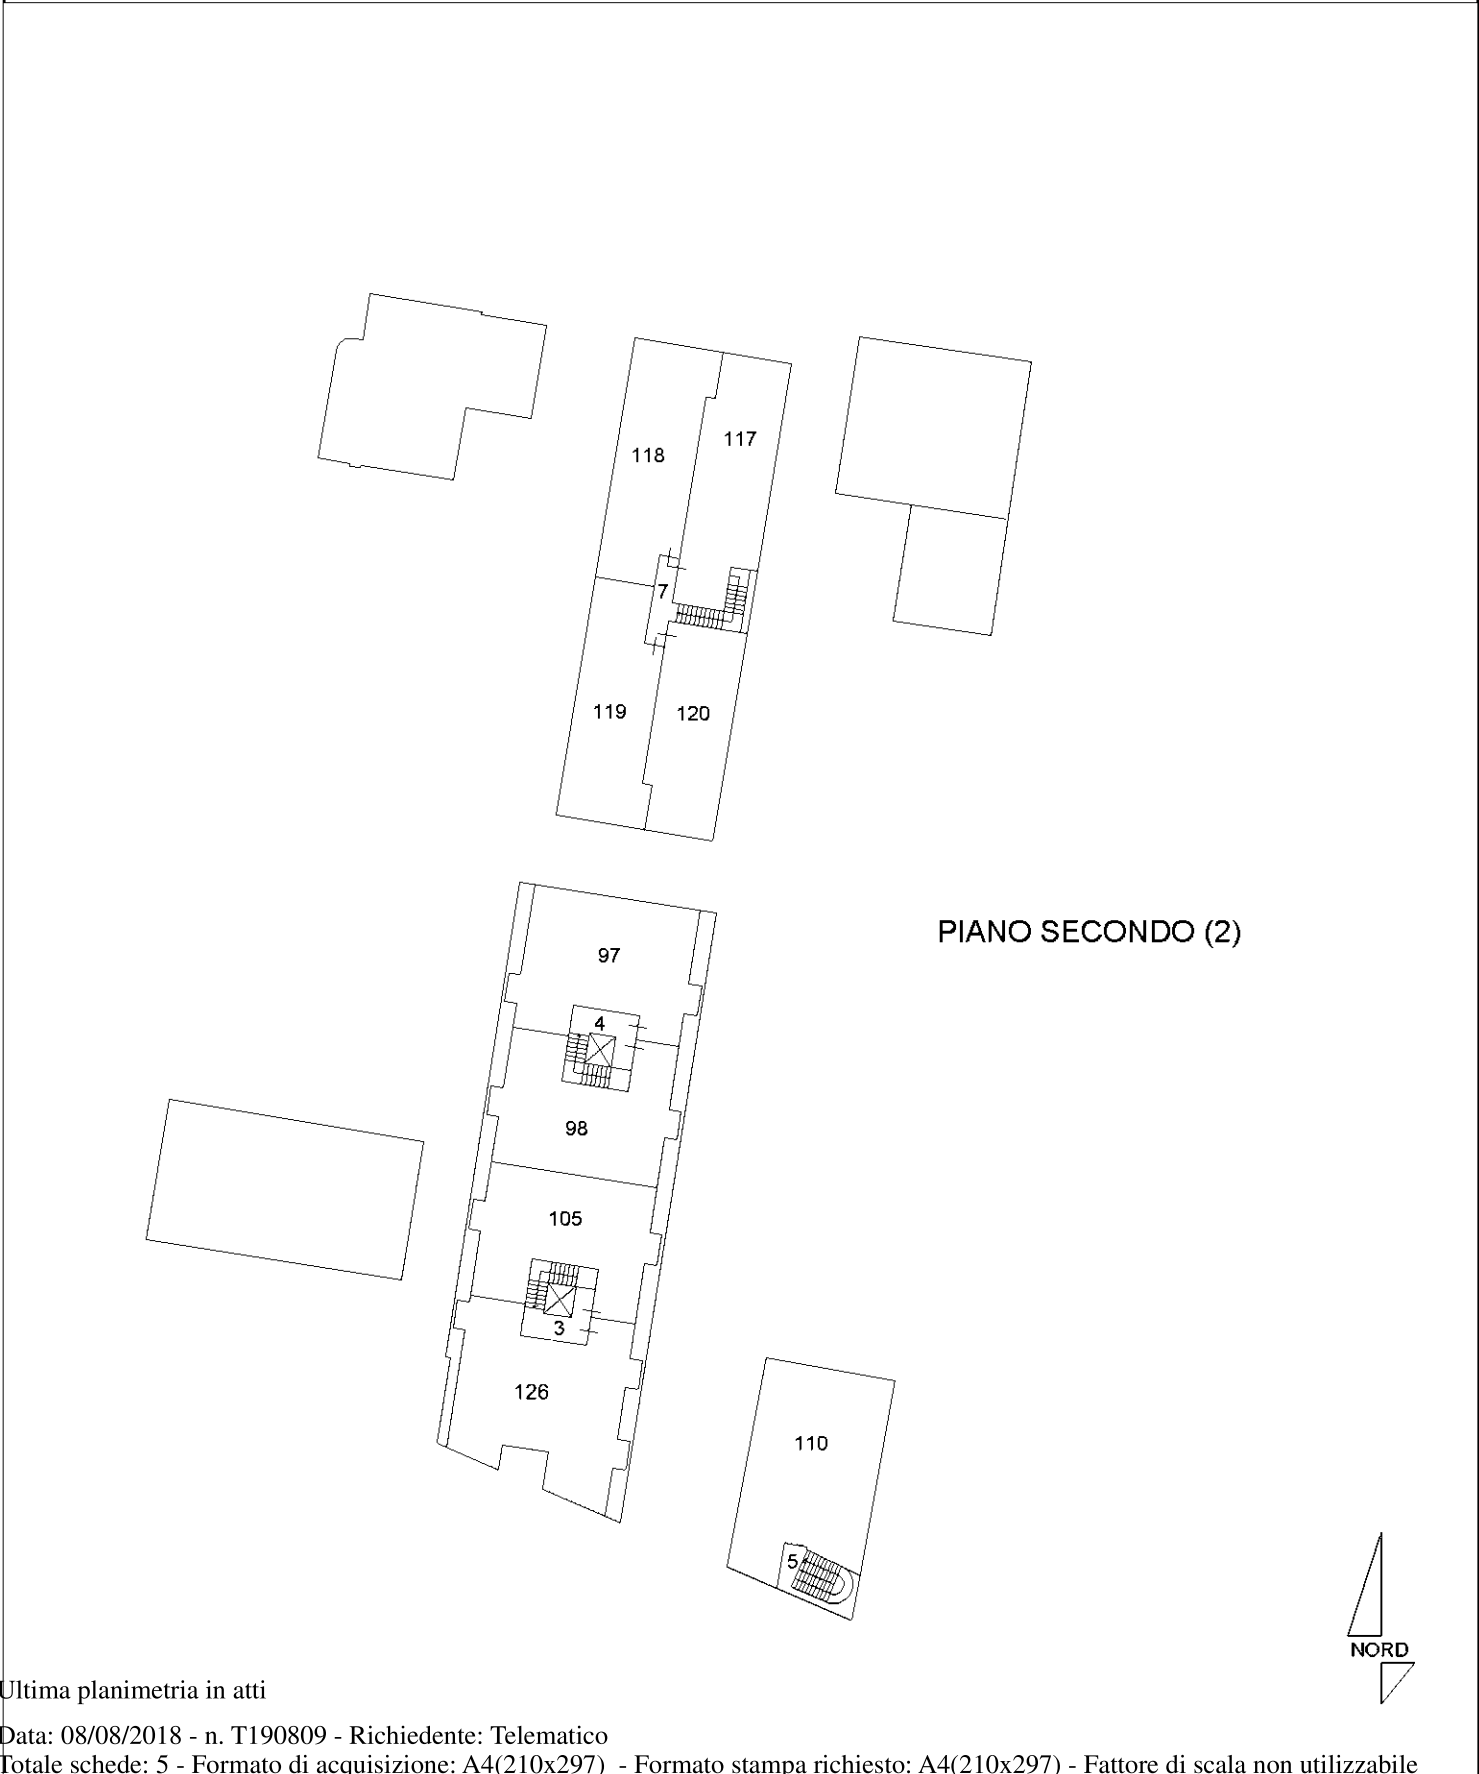 118
117
7
119
120
PIANO SECONDO (2)
97
4
98
105
3
126
110
5
NORD
Ultima planimetria in atti
Data: 08/08/2018 - n. T190809 - Richiedente: Telematico
Totale schede: 5 - Formato di acquisizione: A4(210x297) - Formato stampa richiesto: A4(210x297) - Fattore di scala non utilizzabile